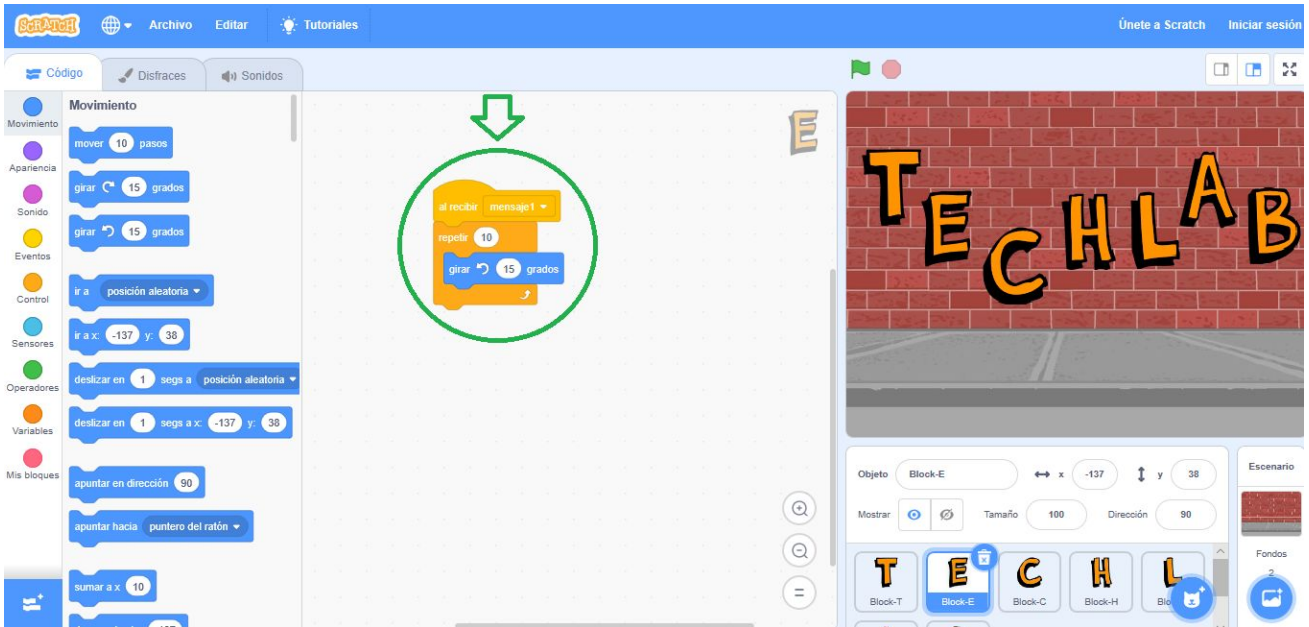 SCRATCH
Archivo
Editar
Tutoriales
Únete a Scratch
Iniciar sesión
Código
Disfraces
Sonidos
Movimiento
Apariencia
Sonido
Eventos
Control
Sensores
Operadores
Variables
Mis bloques
Movimiento
mover 10 pasos
girar 15 grados
girar 15 grados
ir a posición aleatoria
ir a x: -137 y: 38
deslizar en 1 segs a posición aleatoria
deslizar en 1 segs a x: -137 y: 38
apuntar en dirección 90
apuntar hacia puntero del ratón
sumar a x 10
al recibir mensaje1
repetir 10
girar 15 grados
E
TECHLAB
Objeto Block-E x -137 y 38
Mostrar Tamaño 100 Dirección 90
T E C H L
Block-T
Block-E
Block-C
Block-H
Escenario
Fondos
2